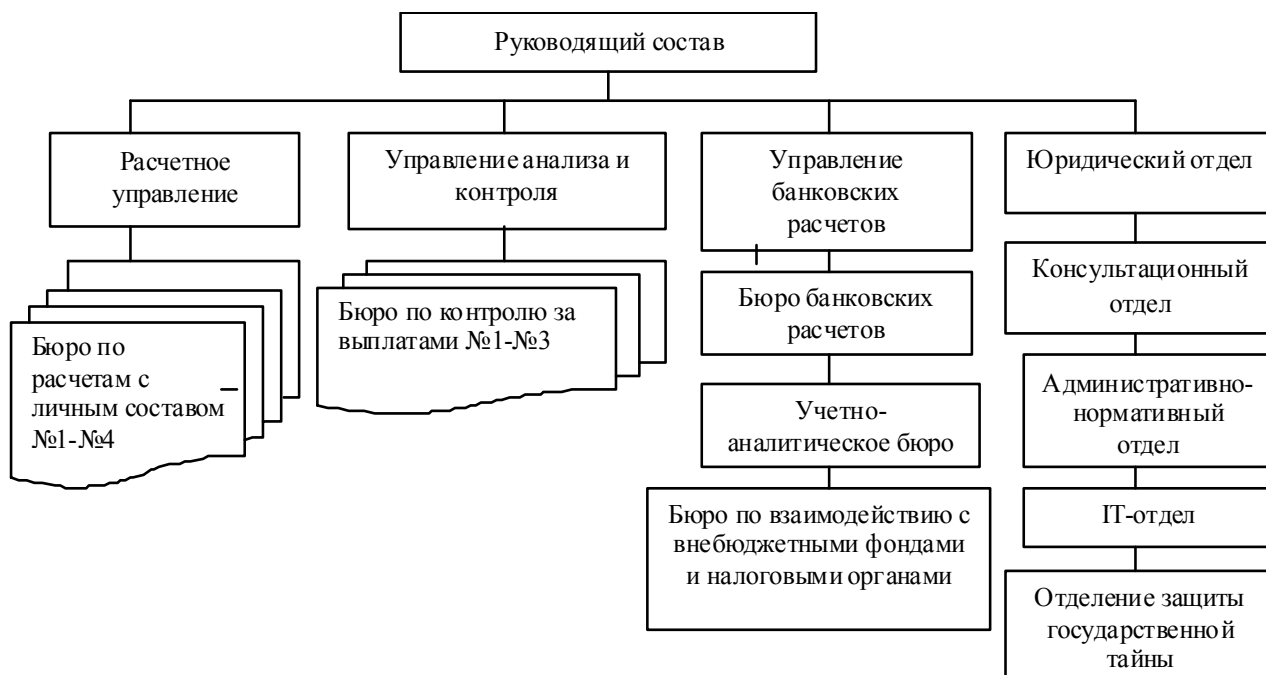 Руководящий состав
Расчетное
управление
Управление анализа и
контроля
Управление
банковских
расчетов
Юридический отдел
Бюро по
расчетам с
личным составом
№1-№4
Бюро по контролю за
выплатами №1-№3
Бюро банковских
расчетов
Учетно-
аналитическое бюро
Бюро по взаимодействию с
внебюджетными фондами
и налоговыми органами
Консультационный
отдел
Административно-
нормативный
отдел
IT-отдел
Отделение защиты
государственной
тайны